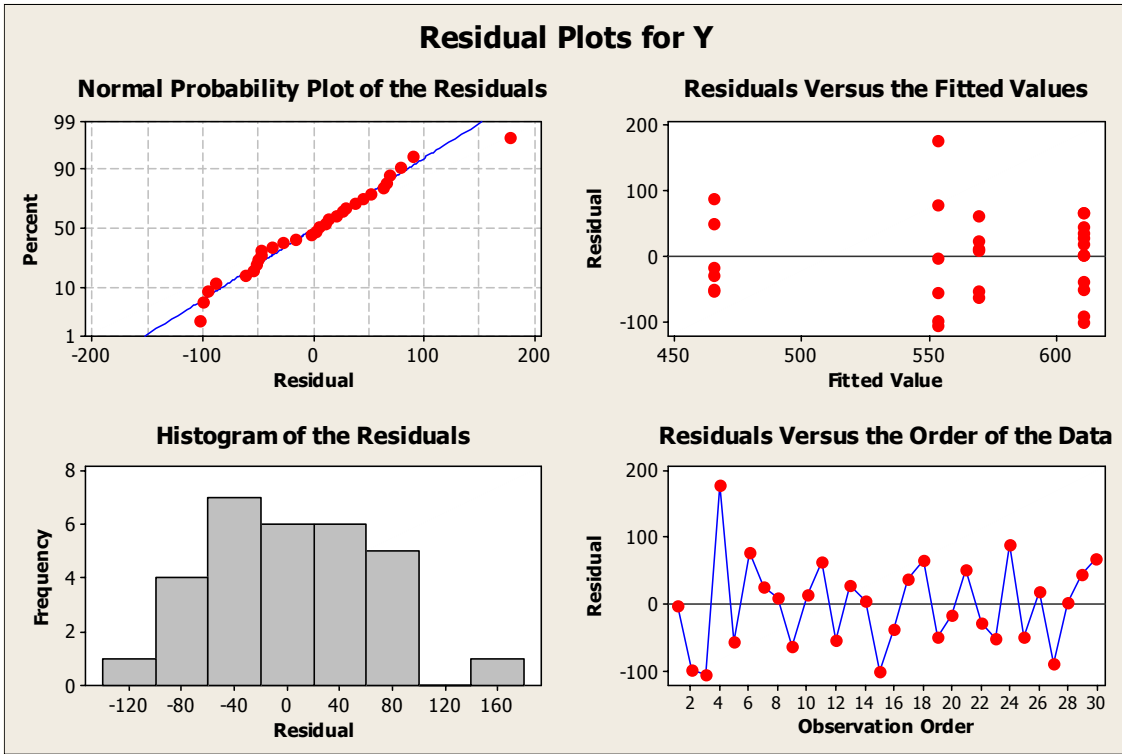 Residual Plots for Y
Normal Probability Plot of the Residuals
99
90
50
10
1
Percent
-200 -100 0 100 200
Residual
Residuals Versus the Fitted Values
200
100
0
-100
Residual
450 500 550 600
Fitted Value
Histogram of the Residuals
8
6
4
2
0
Frequency
-120 -80 -40 0 40 80 120 160
Residual
Residuals Versus the Order of the Data
200
100
0
-100
Residual
2 4 6 8 10 12 14 16 18 20 22 24 26 28 30
Observation Order